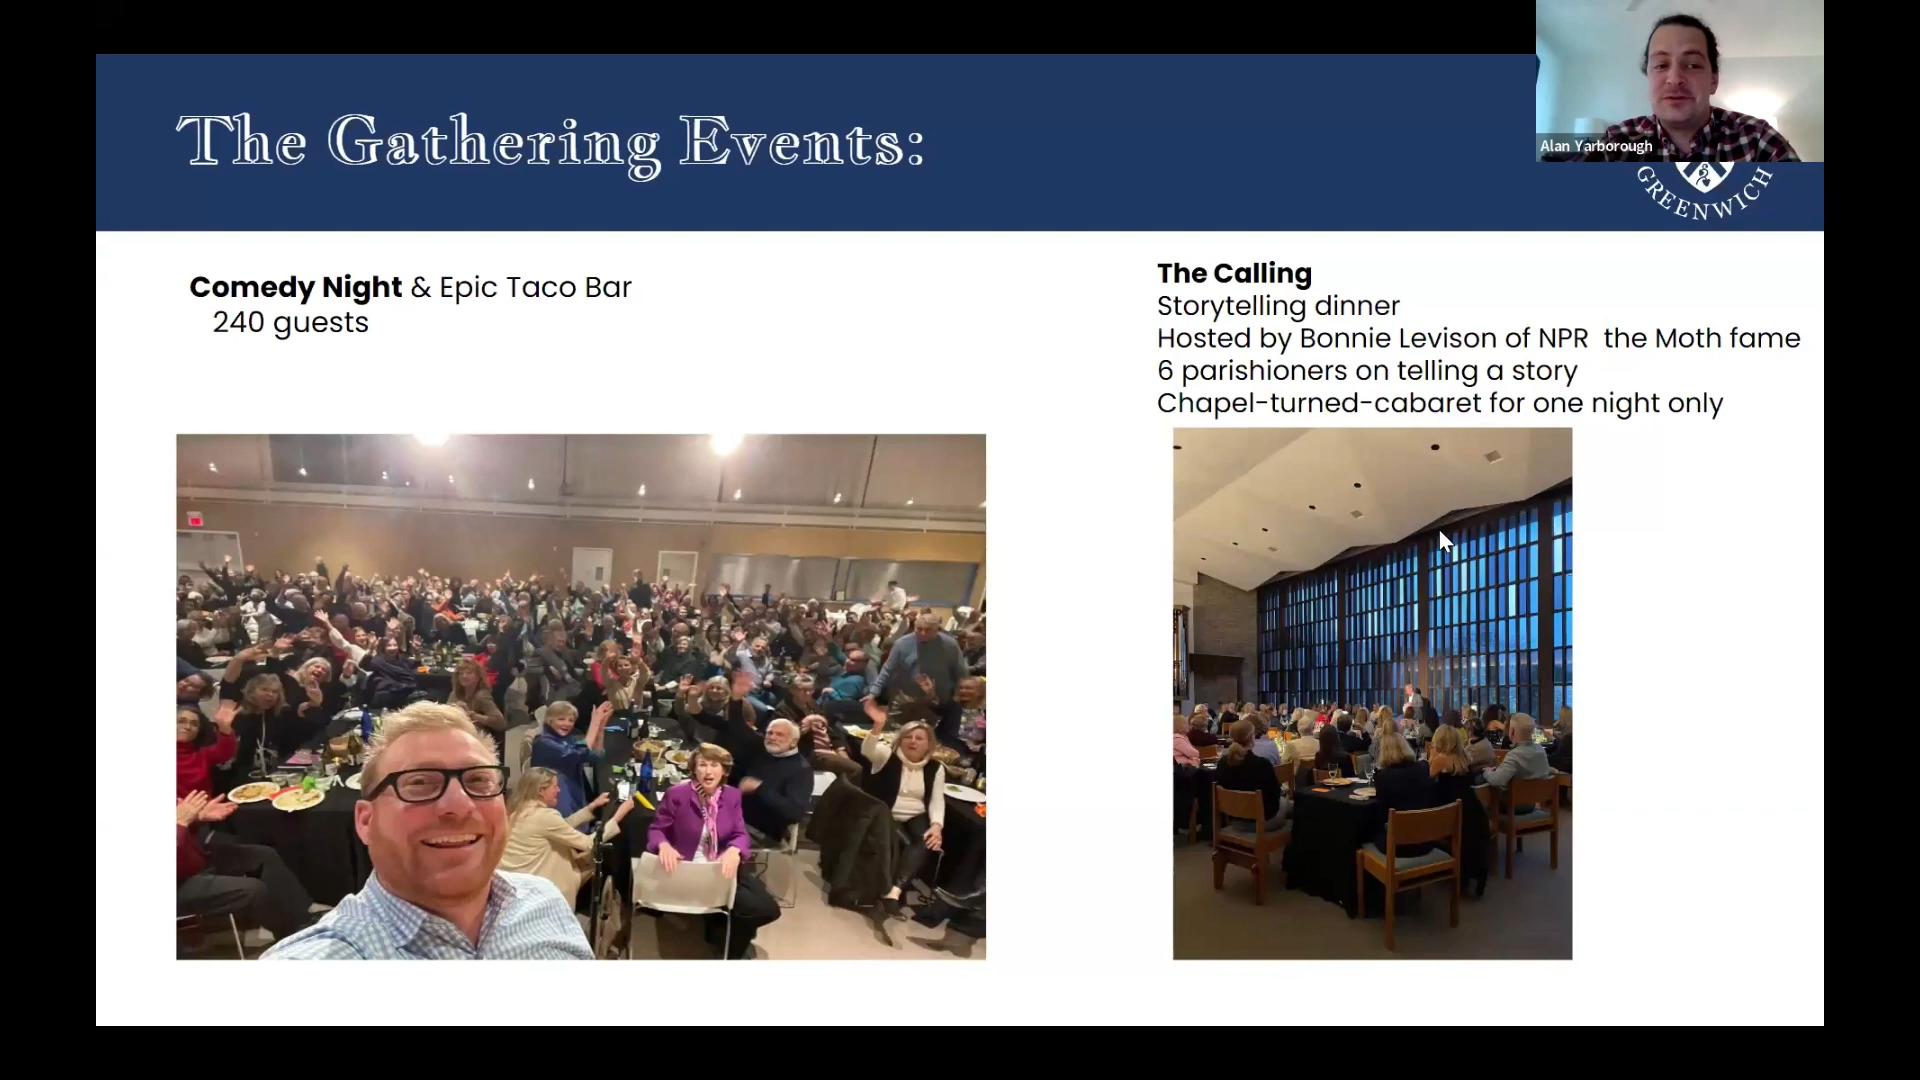 The Gathering Events:
Alan Yarborough
GREENWICH
Comedy Night & Epic Taco Bar
240 guests
The Calling
Storytelling dinner
Hosted by Bonnie Levison of NPR the Moth fame
6 parishioners on telling a story
Chapel-turned-cabaret for one night only